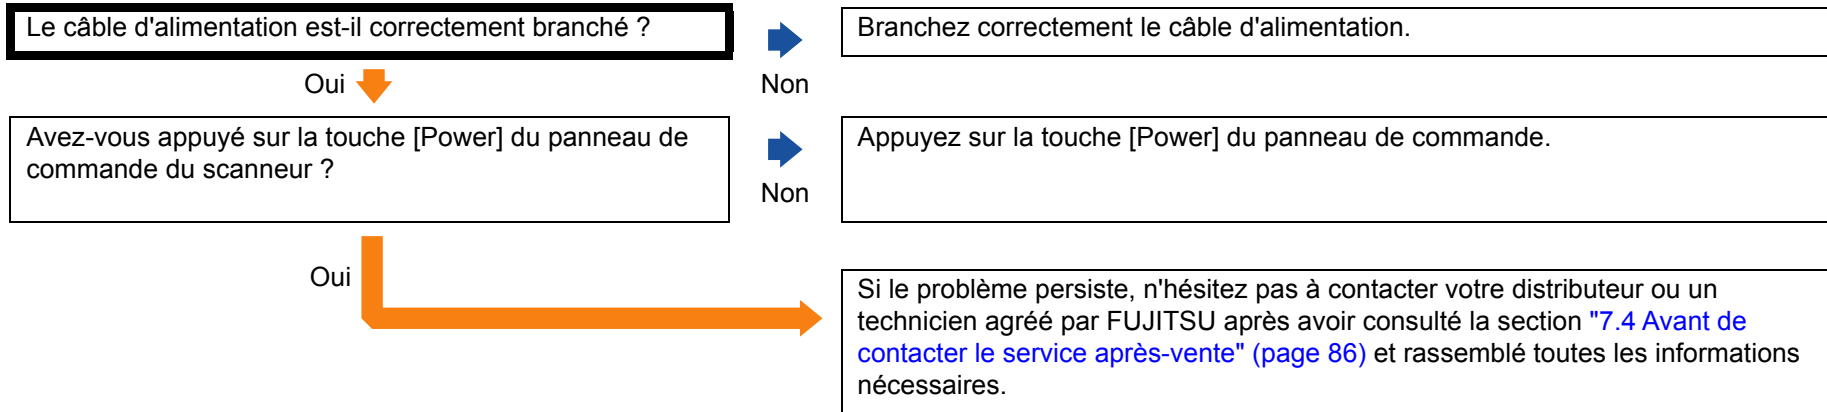 Le câble d'alimentation est-il correctement branché ?
Branchez correctement le câble d'alimentation.
Oui
Non
Avez-vous appuyé sur la touche [Power] du panneau de
commande du scanneur ?
Appuyez sur la touche [Power] du panneau de commande.
Non
Oui
Si le problème persiste, n'hésitez pas à contacter votre distributeur ou un
technicien agréé par FUJITSU après avoir consulté la section "7.4 Avant de
contacter le service après-vente" (page 86) et rassemblé toutes les informations
nécessaires.